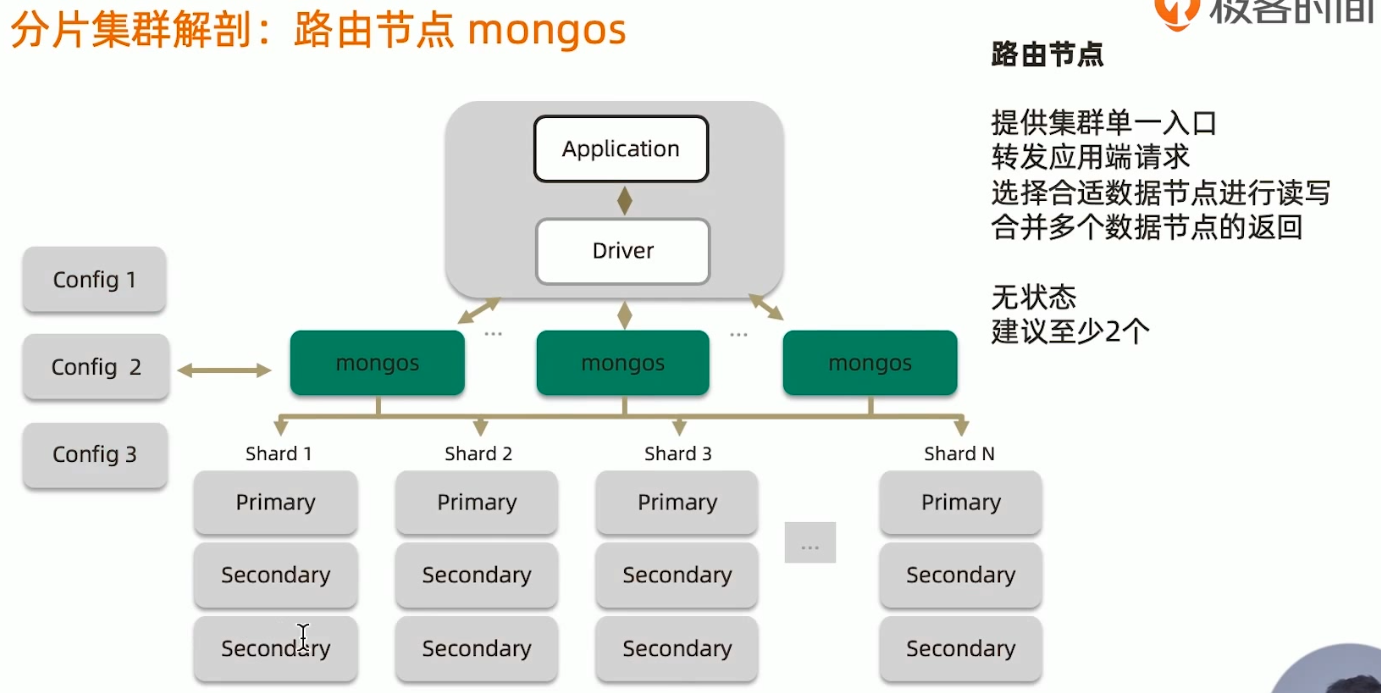 分片集群解剖：路由节点 mongos
极客时间
路由节点
提供集群单一入口
转发应用端请求
选择合适数据节点进行读写
合并多个数据节点的返回
无状态
建议至少2个
Application
Driver
Config 1
Config 2
Config 3
...
...
mongos
mongos
mongos
Shard 1
Shard 2
Shard 3
Shard N
Primary
Primary
Primary
Primary
...
Secondary
Secondary
Secondary
Secondary
Secondary
Secondary
Secondary
Secondary